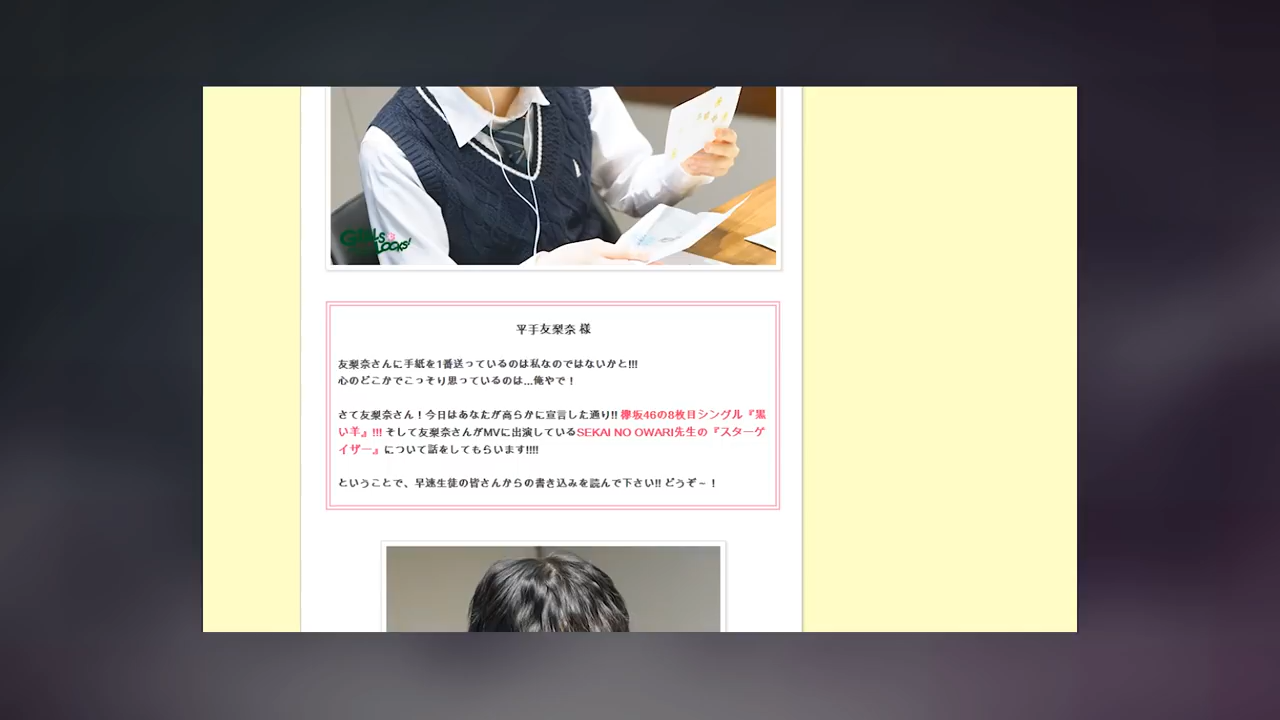 GIRLS LOCKS!
平手友梨奈 様
友梨奈さんに手紙を1番送っているのは私なのではないかと!!!
心のどこかでこっそり思っているのは...俺やで！
さて友梨奈さん！今日はあなたが高らかに宣言した通り!! 欅坂46の8枚目シングル『黒
い羊』!!! そして友梨奈さんがMVに出演しているSEKAI NO OWARI先生の『スターゲ
イザー』について話をしてもらいます!!!!
ということで、早速生徒の皆さんからの書き込みを読んで下さい!! どうぞ～！